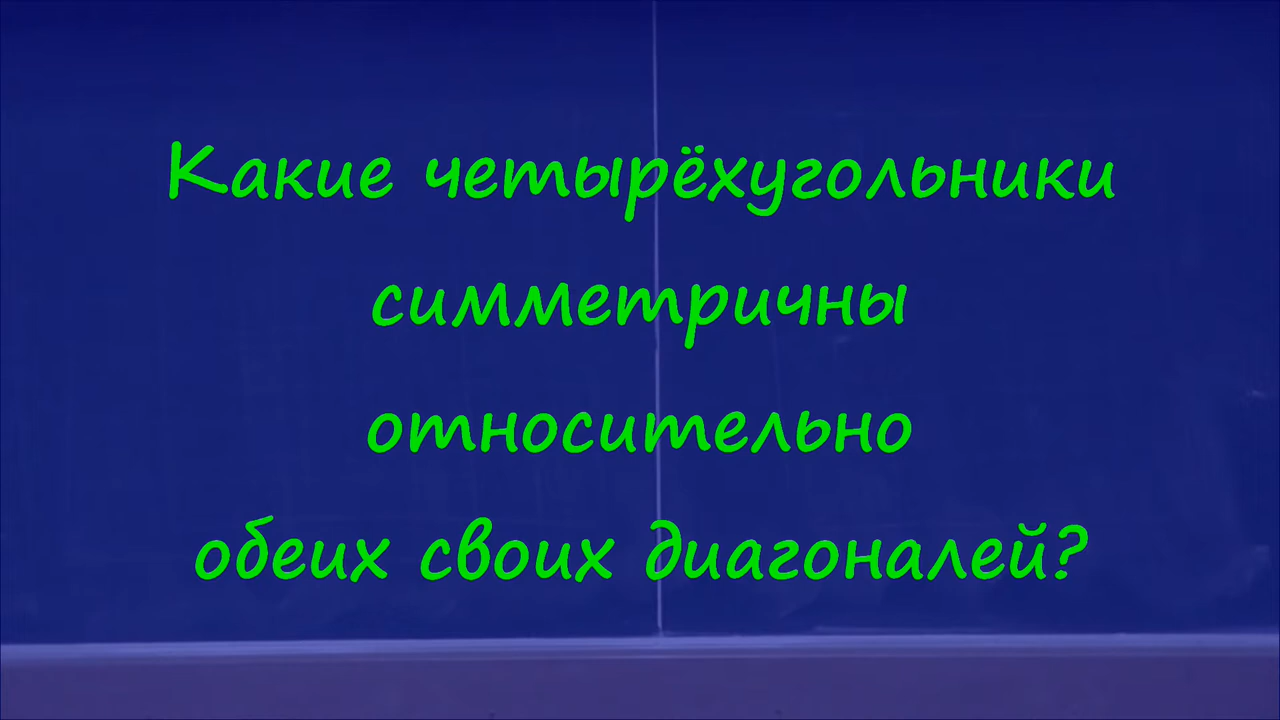 Какие четырёхугольники
симметричны
относительно
обеих своих диагоналей?